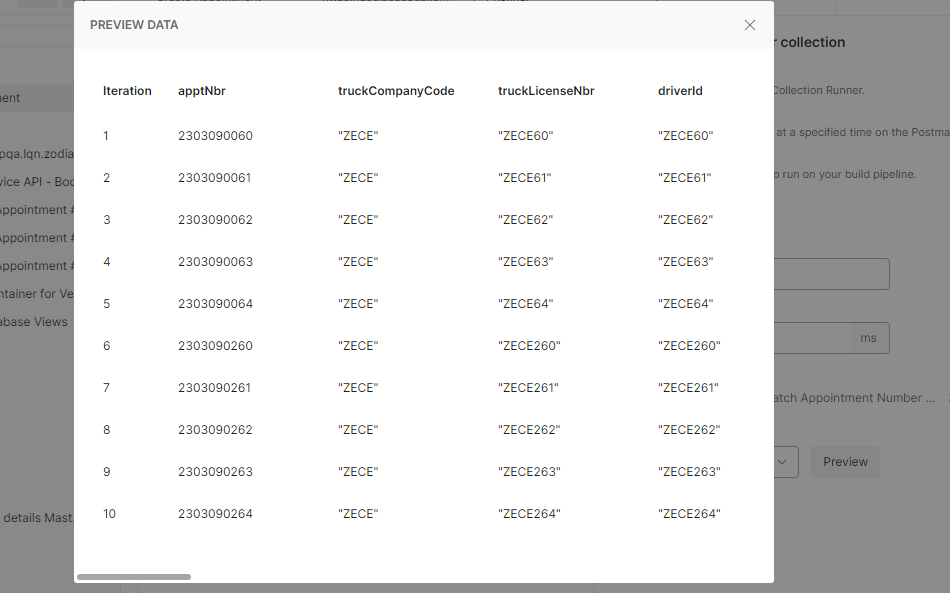 PREVIEW DATA
Iteration apptNbr truckCompanyCode truckLicenseNbr driverId
1 2303090060 "ZECE" "ZECE60" "ZECE60"
2 2303090061 "ZECE" "ZECE61" "ZECE61"
3 2303090062 "ZECE" "ZECE62" "ZECE62"
4 2303090063 "ZECE" "ZECE63" "ZECE63"
5 2303090064 "ZECE" "ZECE64" "ZECE64"
6 2303090260 "ZECE" "ZECE260" "ZECE260"
7 2303090261 "ZECE" "ZECE261" "ZECE261"
8 2303090262 "ZECE" "ZECE262" "ZECE262"
9 2303090263 "ZECE" "ZECE263" "ZECE263"
10 2303090264 "ZECE" "ZECE264" "ZECE264"
ent
pqa.lqn.zodia
vice API - Boo
Appointment #
Appointment #
Appointment #
ntainer for Ve
abase Views
details Mast
r collection
Collection Runner.
at a specified time on the Postma
o run on your build pipeline.
ms
atch Appointment Number ...
Preview